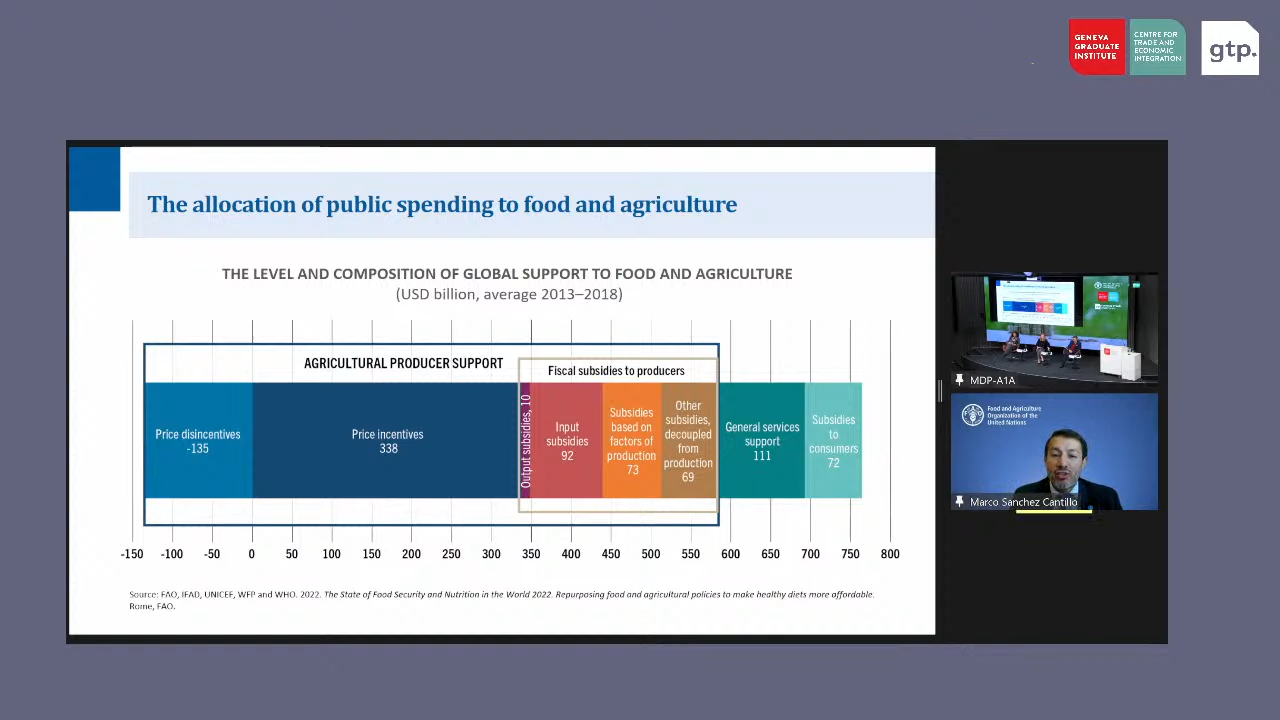 GENEVA
GRADUATE
INSTITUTE
CENTRE FOR
TRADE AND
ECONOMIC
INTEGRATION
gtp.
The allocation of public spending to food and agriculture
THE LEVEL AND COMPOSITION OF GLOBAL SUPPORT TO FOOD AND AGRICULTURE
(USD billion, average 2013–2018)
AGRICULTURAL PRODUCER SUPPORT
Fiscal subsidies to producers
Price disincentives
-135
Price incentives
338
Output subsidies, 10
Input
subsidies
92
Subsidies
based on
factors of
production
73
Other
subsidies,
decoupled
from
production
69
General services
support
111
Subsidies
to
consumers
72
-150 -100 -50 0 50 100 150 200 250 300 350 400 450 500 550 600 650 700 750 800
Source: FAO, IFAD, UNICEF, WFP and WHO. 2022. The State of Food Security and Nutrition in the World 2022. Repurposing food and agricultural policies to make healthy diets more affordable.
Rome, FAO.
MDP-A1A
Food and Agriculture
Organization of the
United Nations
Marco Sanchez Cantillo